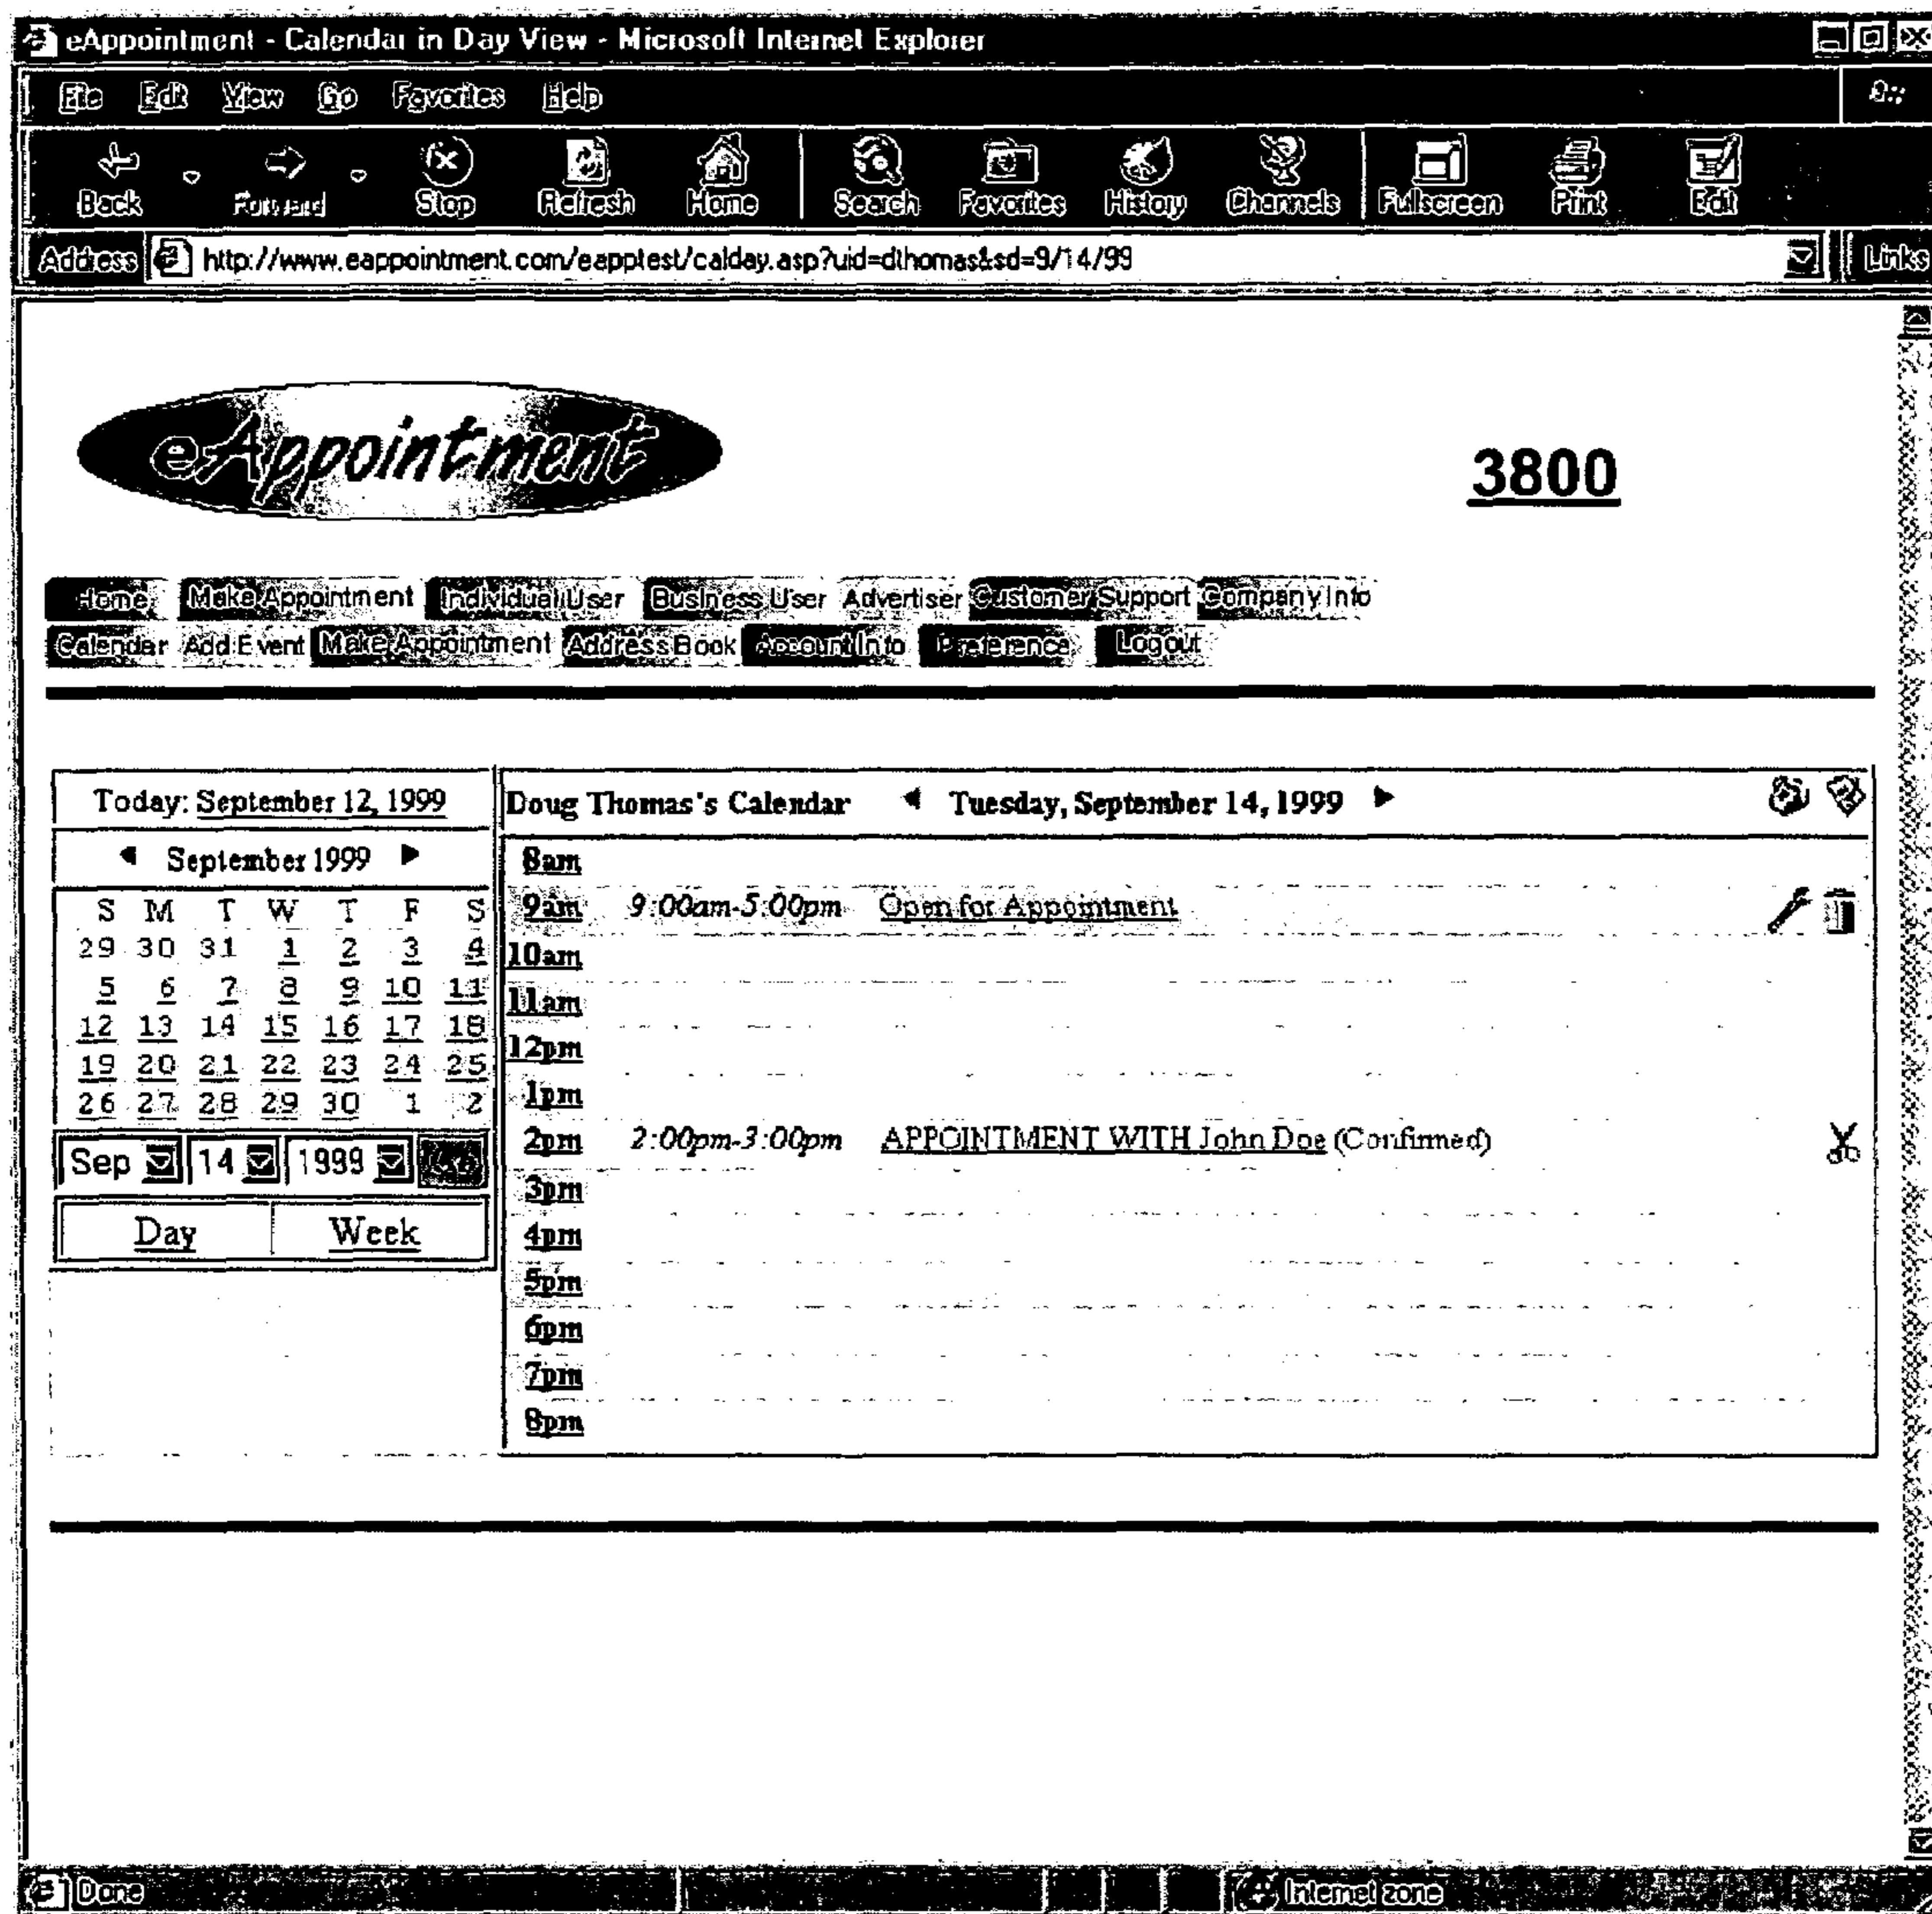 eAppointment - Calendar in Day View - Microsoft Internet Explorer
File Edit View Go Favorites Help
Back Forward Stop Refresh Home Search Favorites History Channels Fullscreen Print Edit
Address http://www.eappointment.com/eapptest/calday.asp?uid=dthomas&sd=9/14/99 Links
eAppointment
3800
Home Make Appointment Individual User Business User Advertiser Customer Support Company Info
Calendar Add Event Make Appointment Address Book Account Info Preference Logout
Today: September 12, 1999
September 1999
S M T W T F S
29 30 31 1 2 3 4
5 6 7 8 9 10 11
12 13 14 15 16 17 18
19 20 21 22 23 24 25
26 27 28 29 30 1 2
Sep 14 1999
Day Week
Doug Thomas's Calendar Tuesday, September 14, 1999
8am
9am 9:00am-5:00pm Open for Appointment
10am
11am
12pm
1pm
2pm 2:00pm-3:00pm APPOINTMENT WITH John Doe (Confirmed)
3pm
4pm
5pm
6pm
7pm
8pm
Done Internet zone